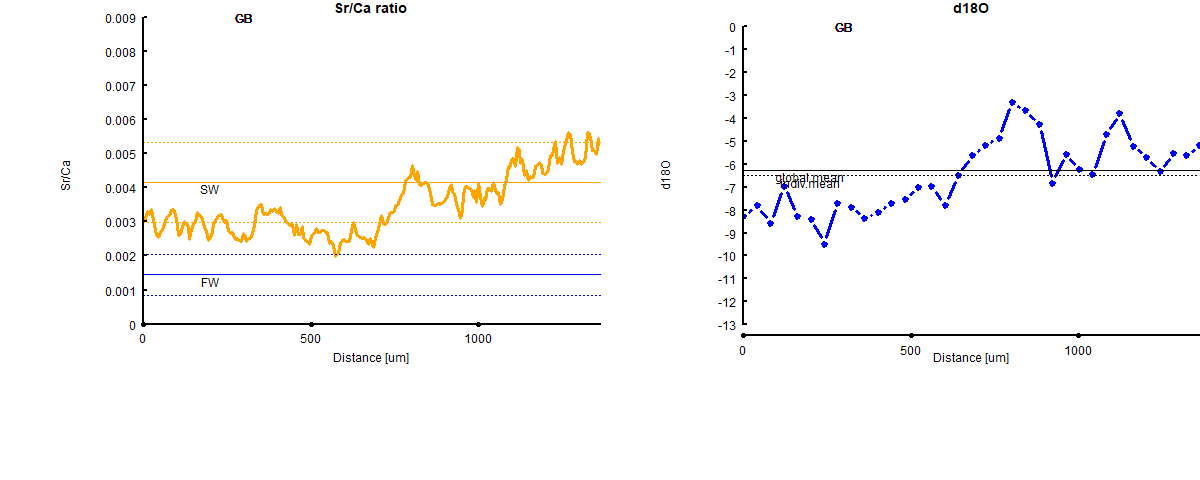 Sr/Ca ratio
GB
0.009
0.008
0.007
0.006
0.005
0.004
0.003
0.002
0.001
0
Sr/Ca
SW
FW
0
500
1000
Distance [um]
d18O
GB
0
-1
-2
-3
-4
-5
-6
-7
-8
-9
-10
-11
-12
-13
d18O
global.mean
indiv.mean
0
500
1000
Distance [um]